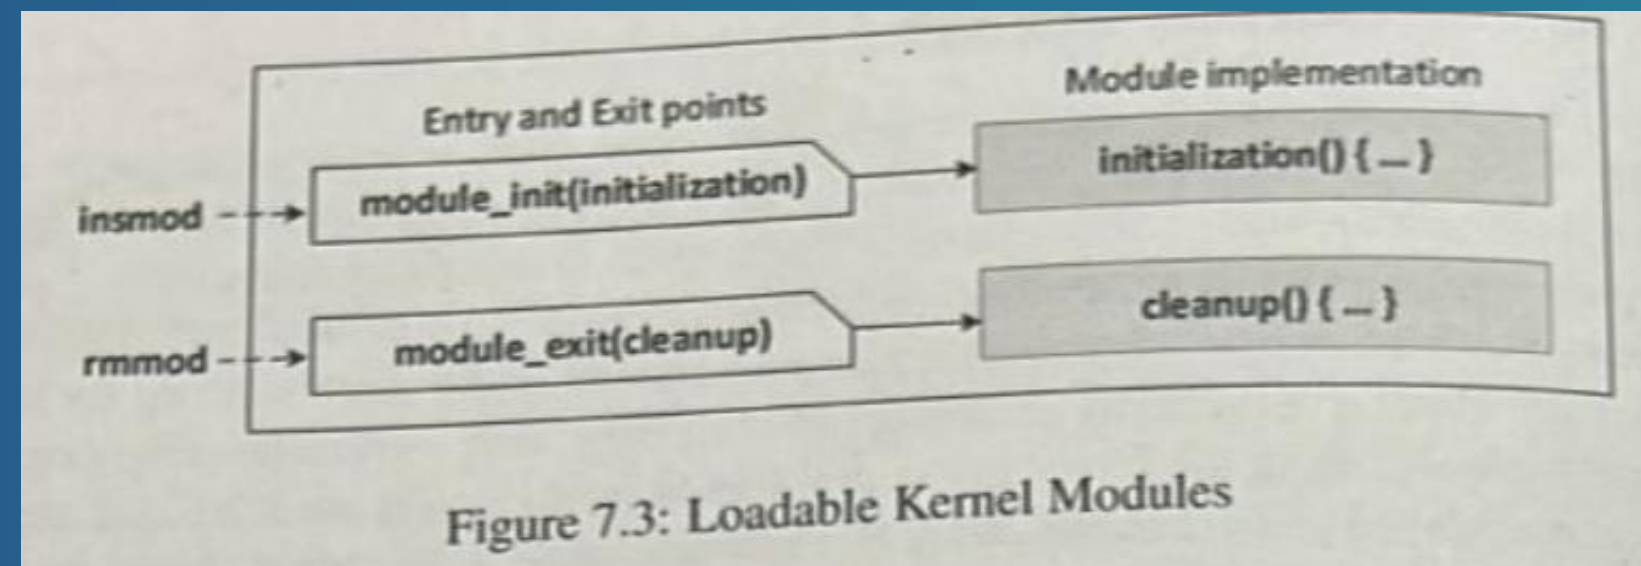 Entry and Exit points
Module implementation
insmod
module_init(initialization)
initialization() { ... }
rmmod
module_exit(cleanup)
cleanup() { ... }
Figure 7.3: Loadable Kernel Modules